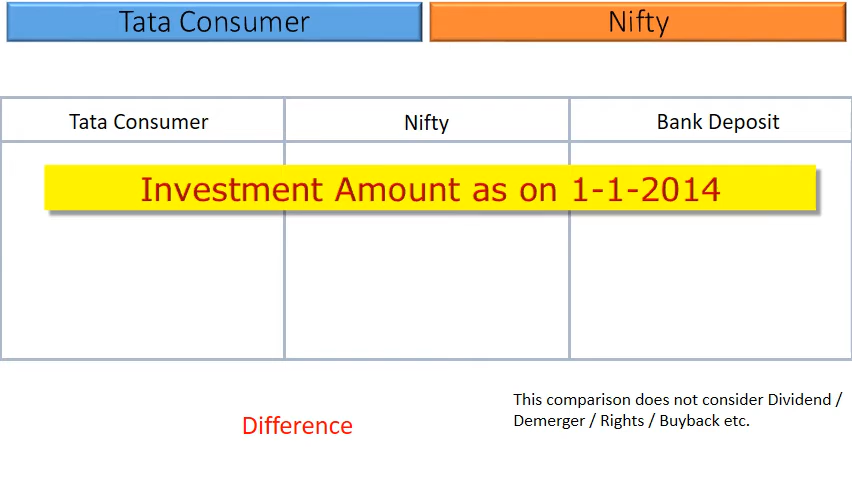 Tata Consumer
Nifty
Tata Consumer
Nifty
Bank Deposit
Investment Amount as on 1-1-2014
This comparison does not consider Dividend /
Demerger / Rights / Buyback etc.
Difference